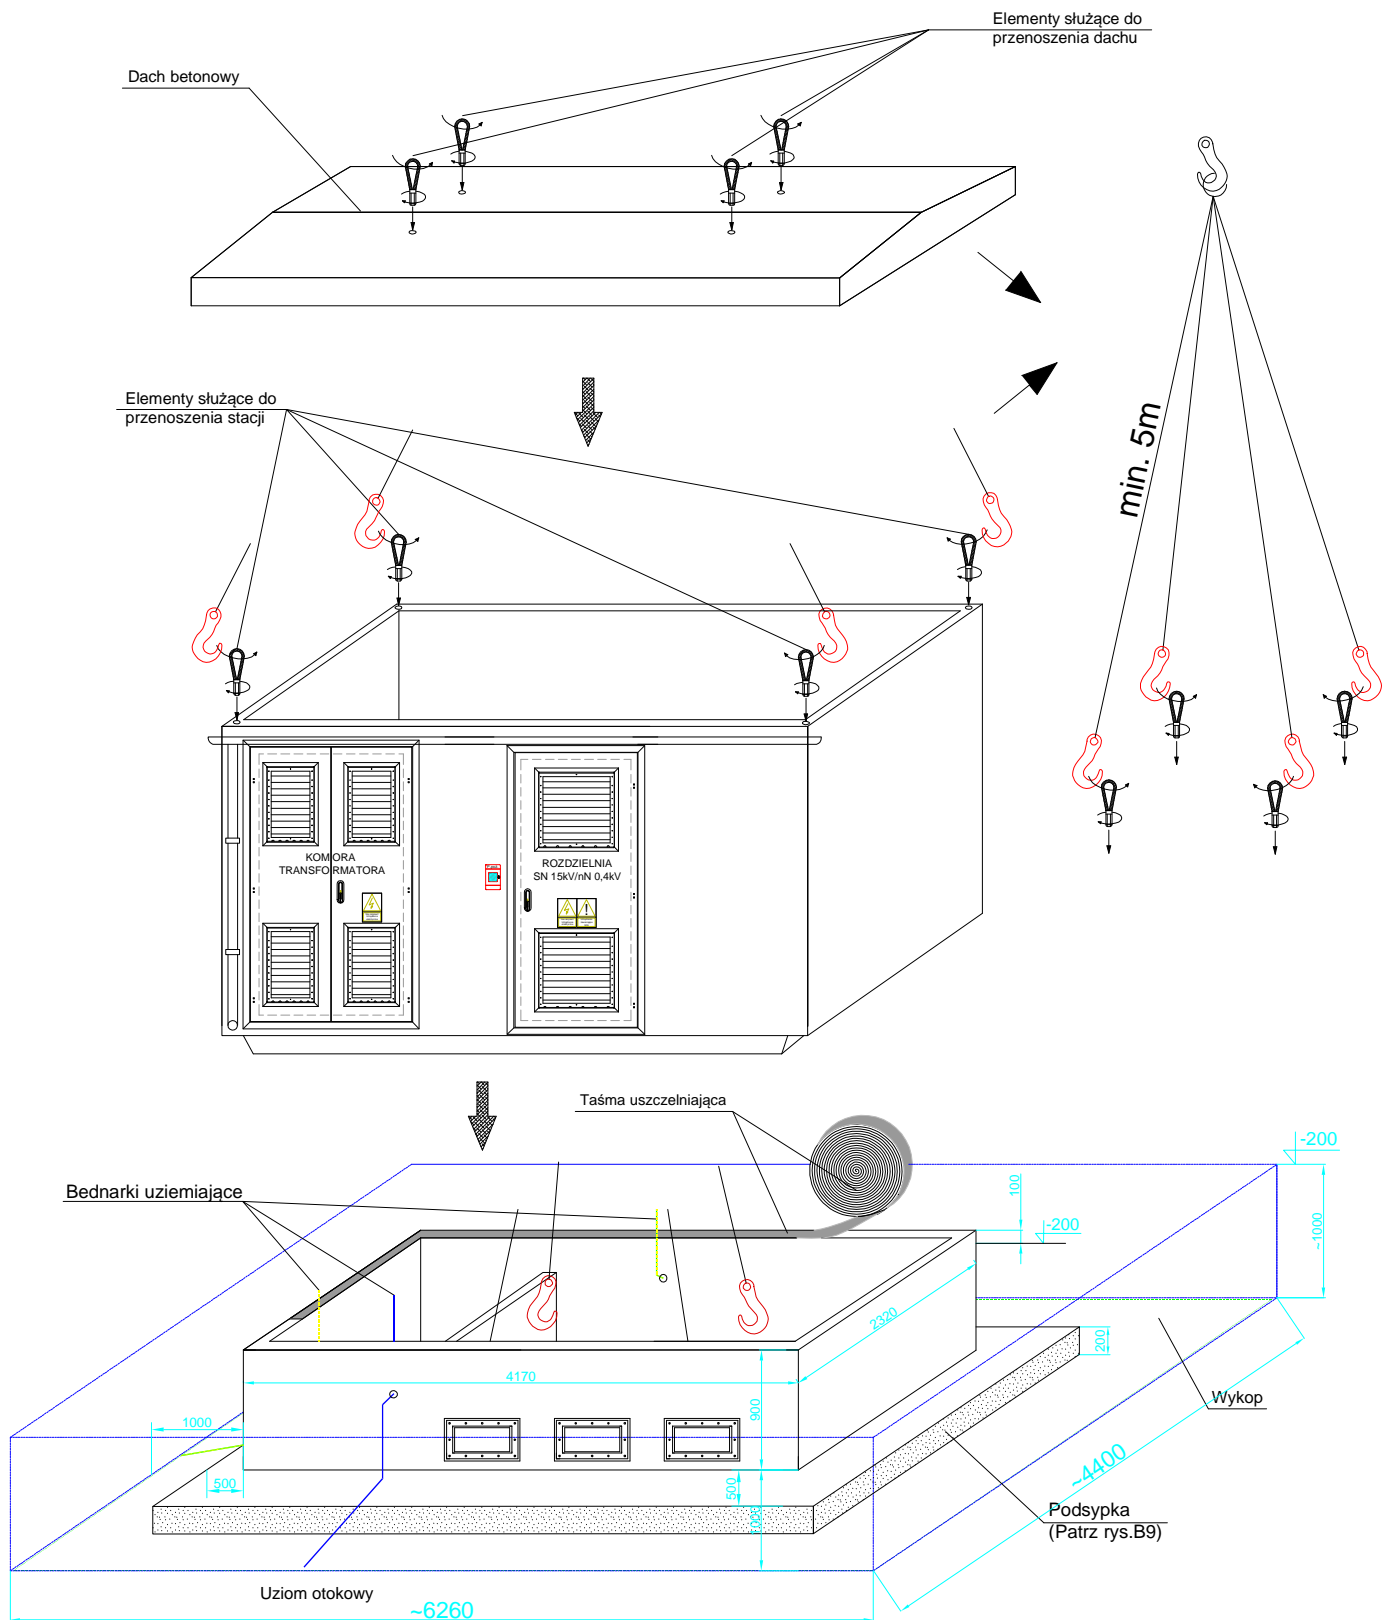 Elementy służące do
przenoszenia dachu
Dach betonowy
Elementy służące do
przenoszenia stacji
min. 5m
KOMORA
TRANSFORMATORA
ROZDZIELNIA
SN 15kV/nN 0,4kV
Taśma uszczelniająca
-200
Bednarki uziemiające
100
-200
~1000
2320
200
4170
Wykop
900
1000
~4400
500
500
1000
Podsypka
(Patrz rys.B9)
Uziom otokowy
~6260